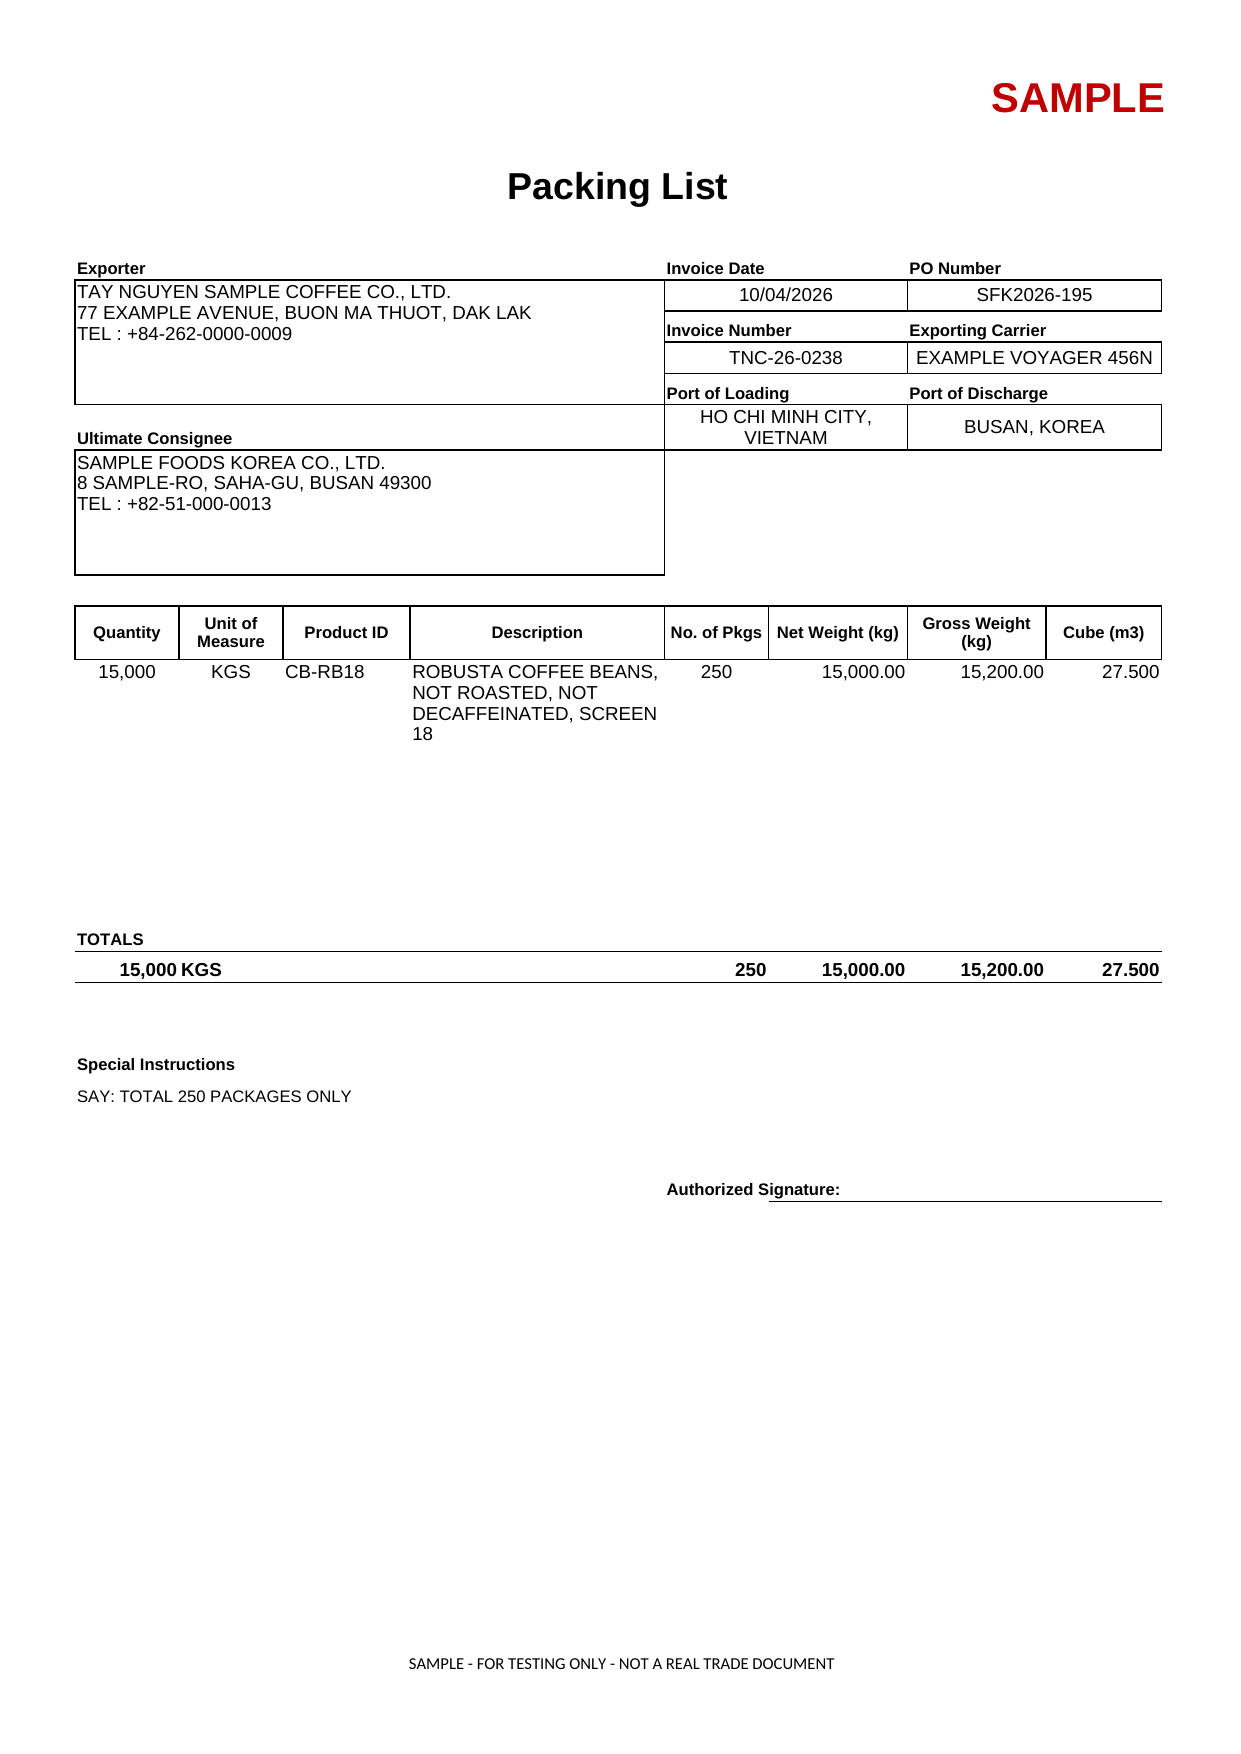 SAMPLE
Packing List
Exporter
Invoice Date
PO Number
TAY NGUYEN SAMPLE COFFEE CO., LTD.
77 EXAMPLE AVENUE, BUON MA THUOT, DAK LAK
TEL : +84-262-0000-0009
10/04/2026
SFK2026-195
Invoice Number
Exporting Carrier
TNC-26-0238
EXAMPLE VOYAGER 456N
Port of Loading
Port of Discharge
HO CHI MINH CITY,
VIETNAM
BUSAN, KOREA
Ultimate Consignee
SAMPLE FOODS KOREA CO., LTD.
8 SAMPLE-RO, SAHA-GU, BUSAN 49300
TEL : +82-51-000-0013
Quantity
Unit of
Measure
Product ID
Description
No. of Pkgs
Net Weight (kg)
Gross Weight
(kg)
Cube (m3)
15,000
KGS
CB-RB18
ROBUSTA COFFEE BEANS,
NOT ROASTED, NOT
DECAFFEINATED, SCREEN
18
250
15,000.00
15,200.00
27.500
TOTALS
15,000 KGS
250
15,000.00
15,200.00
27.500
Special Instructions
SAY: TOTAL 250 PACKAGES ONLY
Authorized Signature:
SAMPLE - FOR TESTING ONLY - NOT A REAL TRADE DOCUMENT